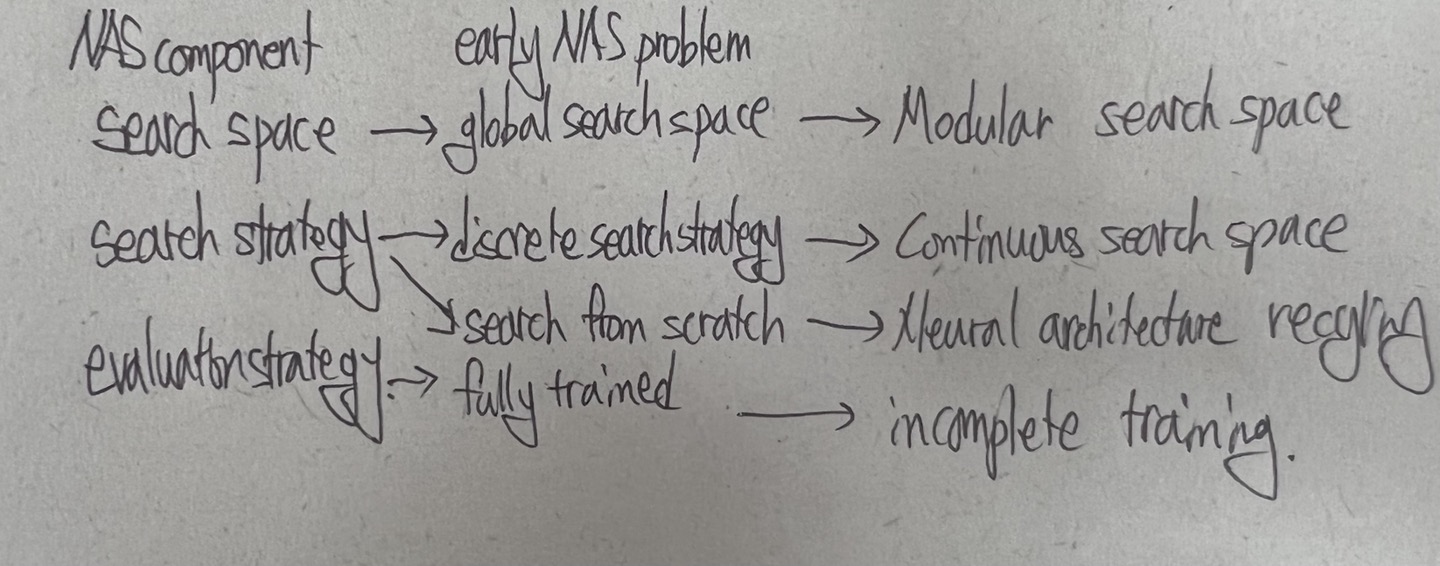 NAS component early NAS problem
search space → global search space → Modular search space
search strategy → discrete search strategy → Continuous search space
→ search from scratch → Neural architecture recycling
evaluation strategy. → fully trained → incomplete training.